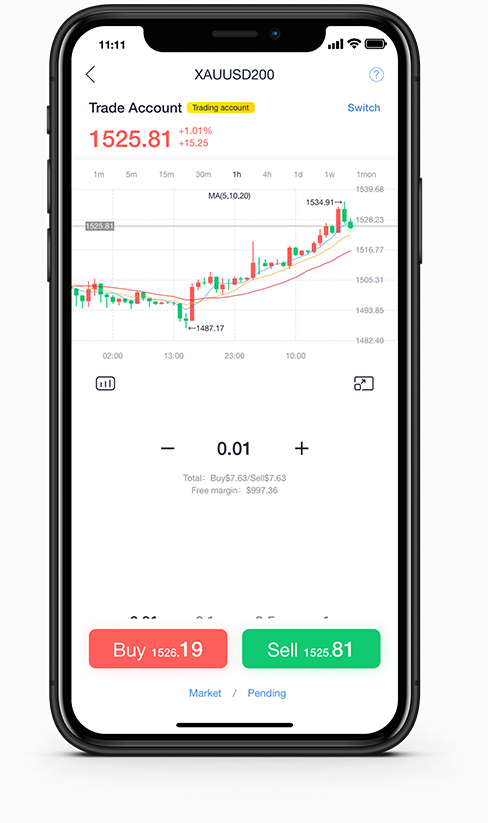 11:11
XAUUSD200
?
Trade Account Trading account Switch
1525.81 +1.01%
+15.25
1m 5m 15m 30m 1h 4h 1d 1w 1mon
MA(5,10,20)
1539.68
1534.91→
1528.23
1525.81
1516.77
1505.31
1493.85
←1487.17
1482.40
02:00 13:00 23:00 10:00
− 0.01 +
Total: Buy$7.63/Sell$7.63
Free margin: $997.36
Buy 1526.19 Sell 1525.81
Market / Pending